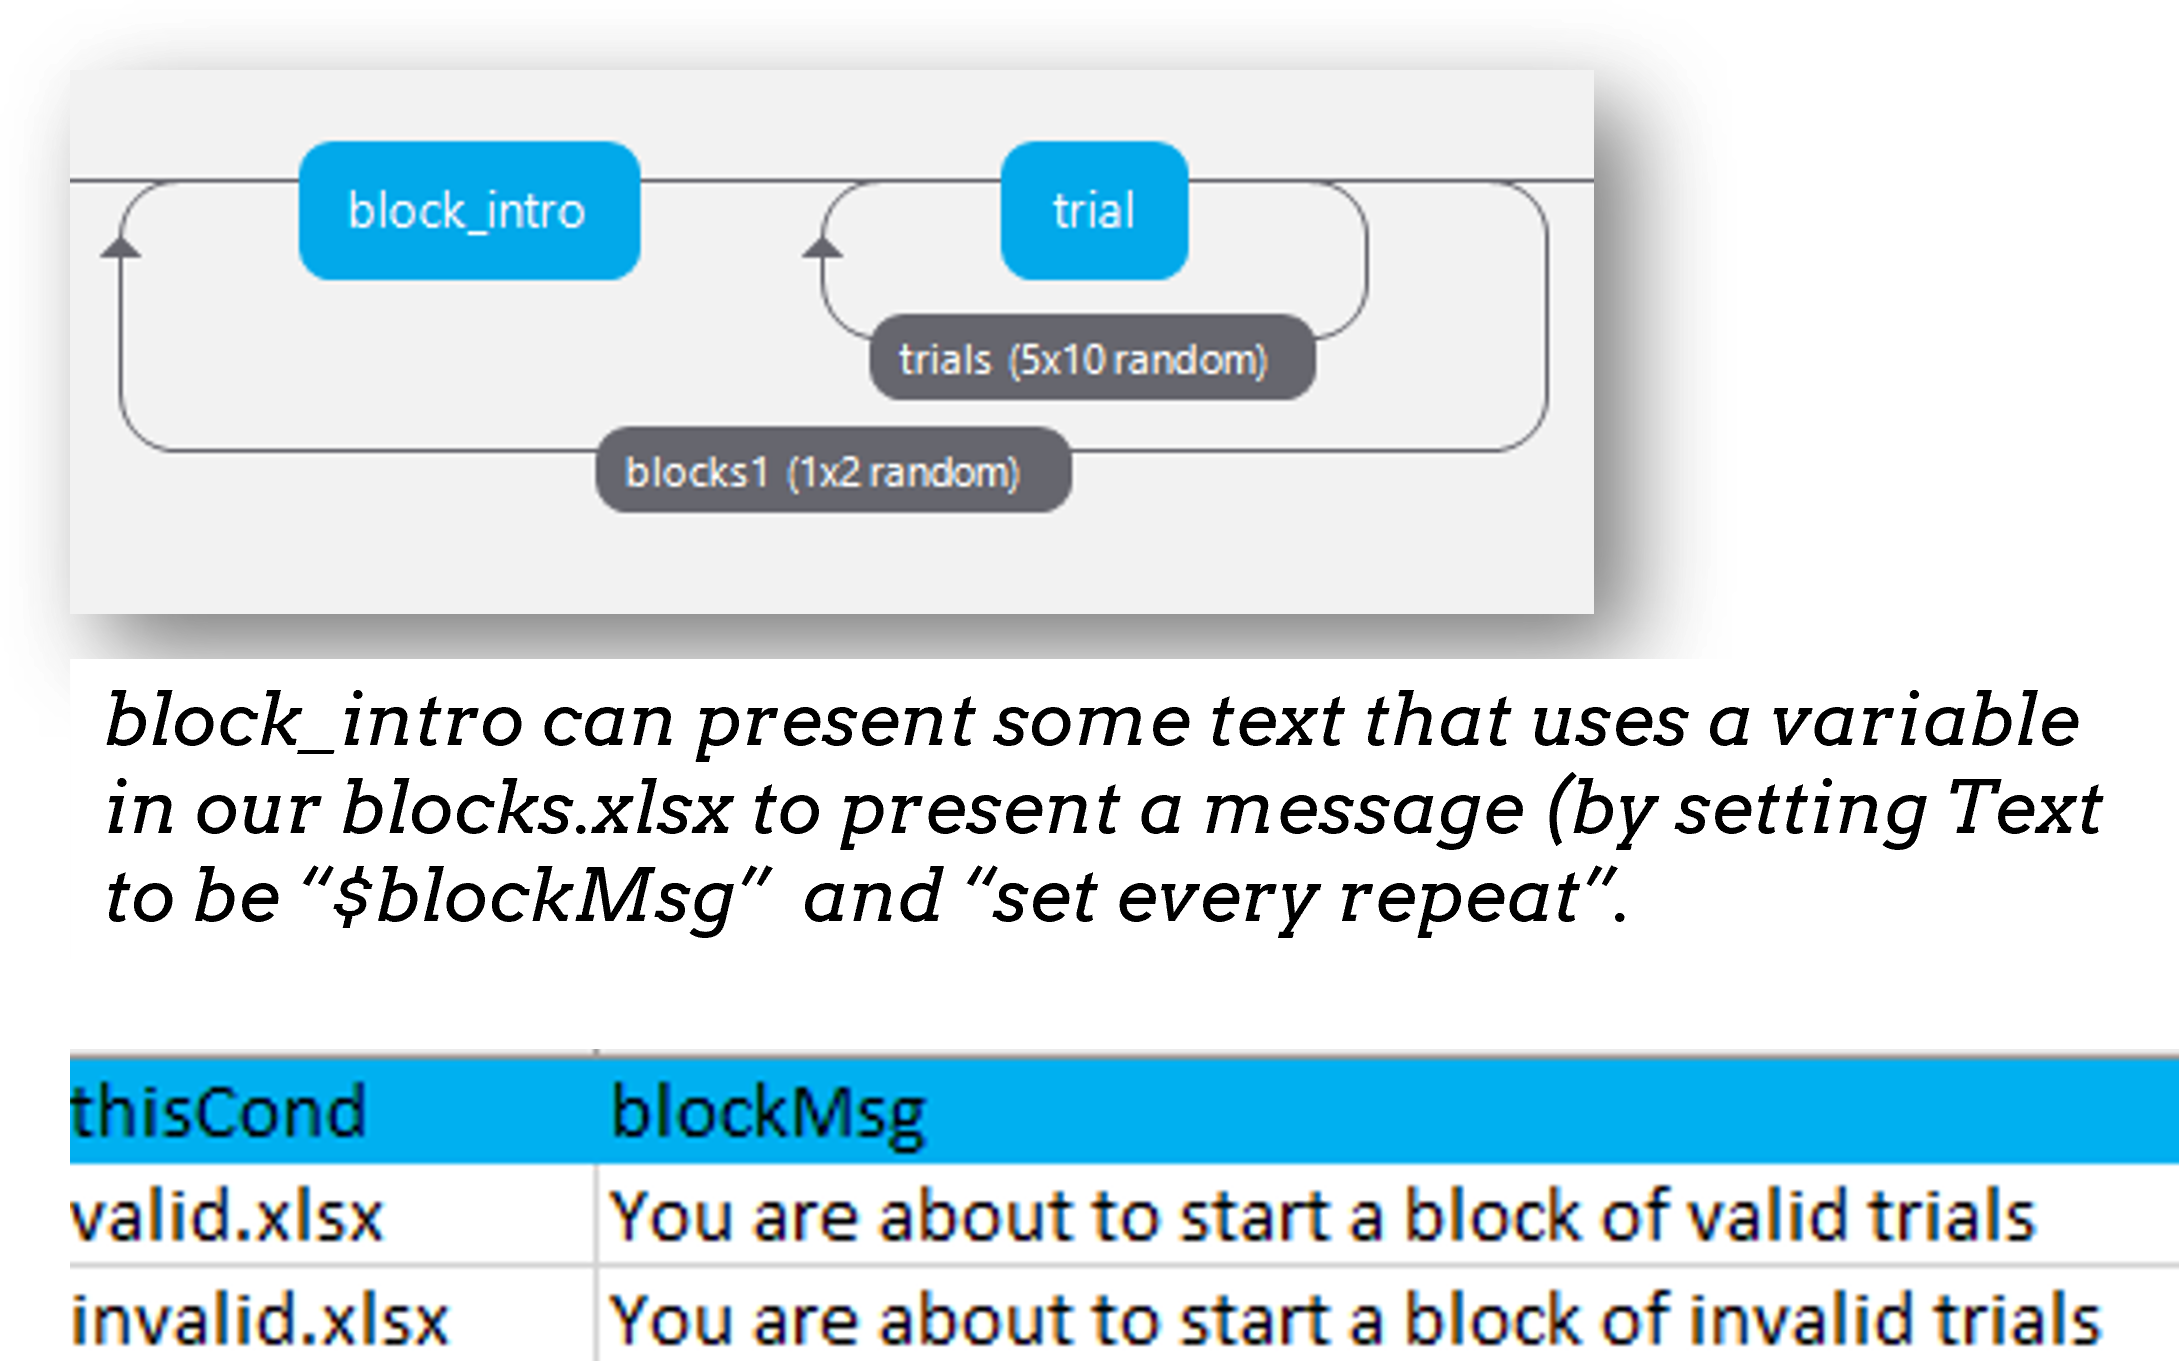 block_intro
trial
trials (5x10 random)
blocks1 (1x2 random)
block_intro can present some text that uses a variable
in our blocks.xlsx to present a message (by setting Text
to be “$blockMsg” and “set every repeat”.
thisCond blockMsg
valid.xlsx You are about to start a block of valid trials
invalid.xlsx You are about to start a block of invalid trials